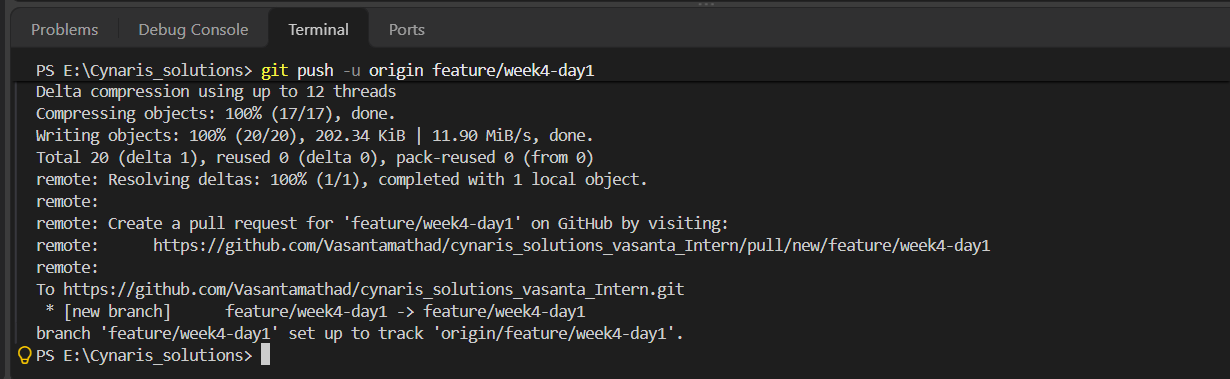 Problems Debug Console Terminal Ports
PS E:\Cynaris_solutions> git push -u origin feature/week4-day1
Delta compression using up to 12 threads
Compressing objects: 100% (17/17), done.
Writing objects: 100% (20/20), 202.34 KiB | 11.90 MiB/s, done.
Total 20 (delta 1), reused 0 (delta 0), pack-reused 0 (from 0)
remote: Resolving deltas: 100% (1/1), completed with 1 local object.
remote:
remote: Create a pull request for 'feature/week4-day1' on GitHub by visiting:
remote:      https://github.com/Vasantamathad/cynaris_solutions_vasanta_Intern/pull/new/feature/week4-day1
remote:
To https://github.com/Vasantamathad/cynaris_solutions_vasanta_Intern.git
 * [new branch]      feature/week4-day1 -> feature/week4-day1
branch 'feature/week4-day1' set up to track 'origin/feature/week4-day1'.
PS E:\Cynaris_solutions>